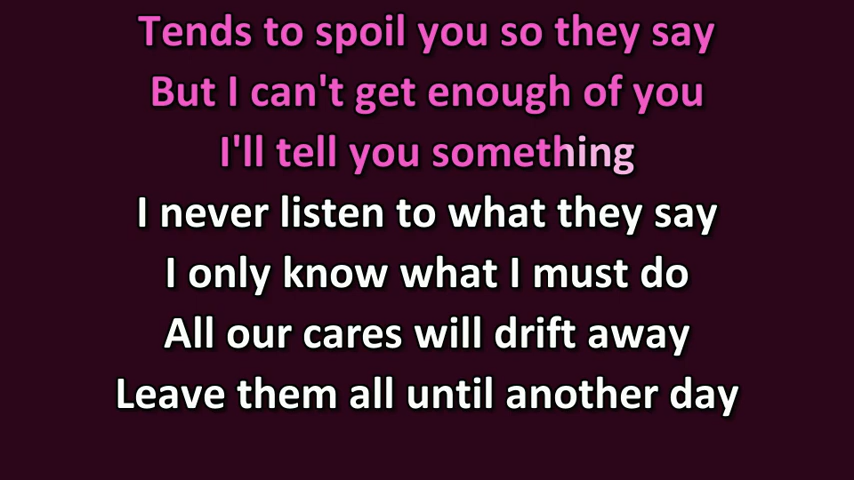 Tends to spoil you so they say
But I can't get enough of you
I'll tell you something
I never listen to what they say
I only know what I must do
All our cares will drift away
Leave them all until another day